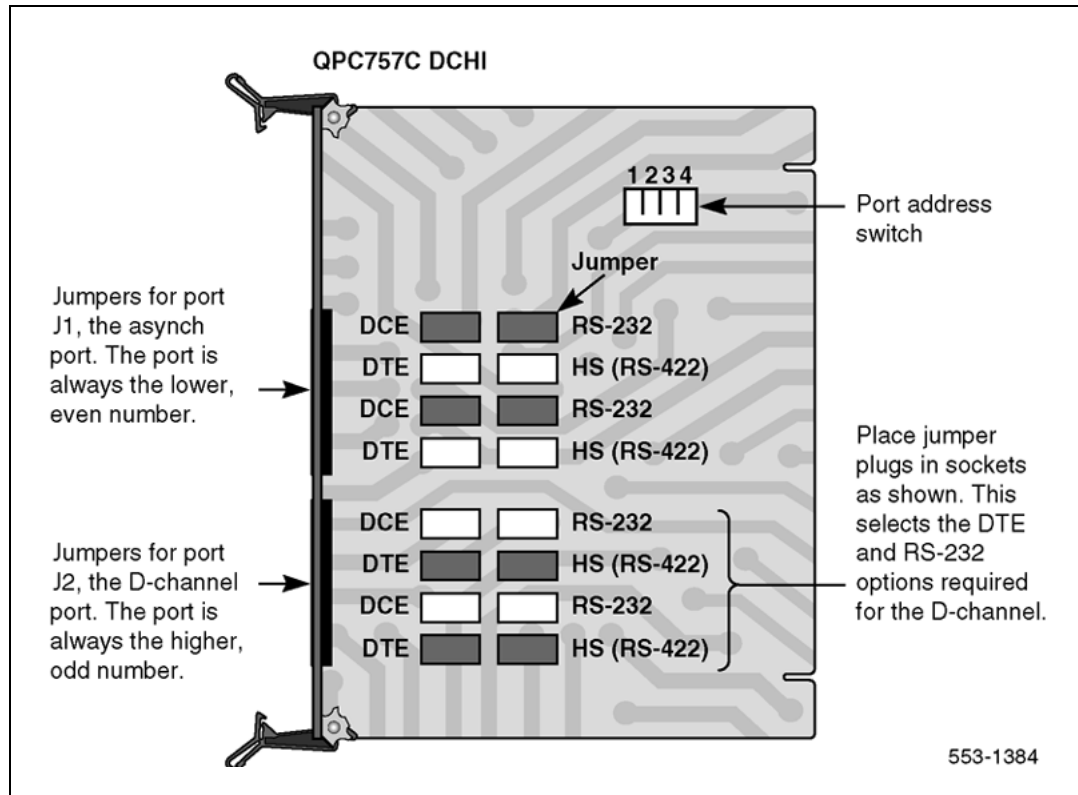 QPC757C DCHI
1 2 3 4
Port address
switch
Jumper
Jumpers for port
J1, the asynch
port. The port is
always the lower,
even number.
DCE RS-232
DTE HS (RS-422)
DCE RS-232
DTE HS (RS-422)
Place jumper
plugs in sockets
as shown. This
selects the DTE
and RS-232
options required
for the D-channel.
DCE RS-232
DTE HS (RS-422)
DCE RS-232
DTE HS (RS-422)
Jumpers for port
J2, the D-channel
port. The port is
always the higher,
odd number.
553-1384